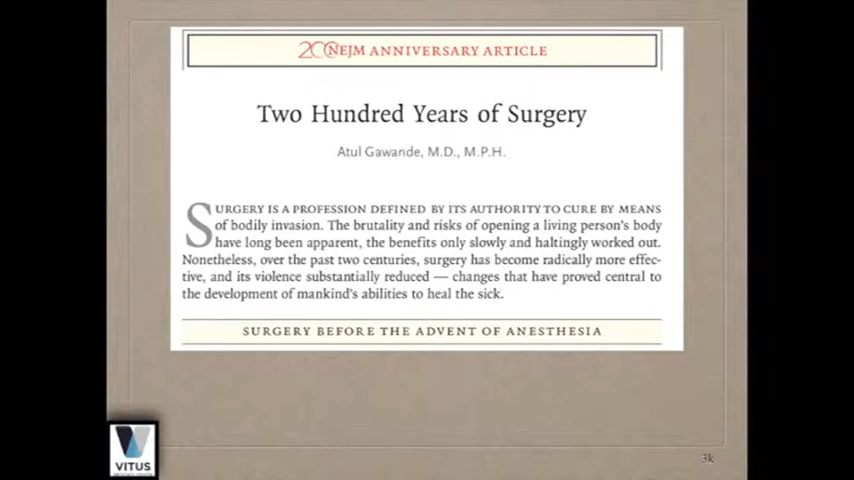 200 NEJM ANNIVERSARY ARTICLE
Two Hundred Years of Surgery
Atul Gawande, M.D., M.P.H.
SURGERY IS A PROFESSION DEFINED BY ITS AUTHORITY TO CURE BY MEANS
of bodily invasion. The brutality and risks of opening a living person's body
have long been apparent, the benefits only slowly and haltingly worked out.
Nonetheless, over the past two centuries, surgery has become radically more effec-
tive, and its violence substantially reduced — changes that have proved central to
the development of mankind's abilities to heal the sick.
SURGERY BEFORE THE ADVENT OF ANESTHESIA
VITUS